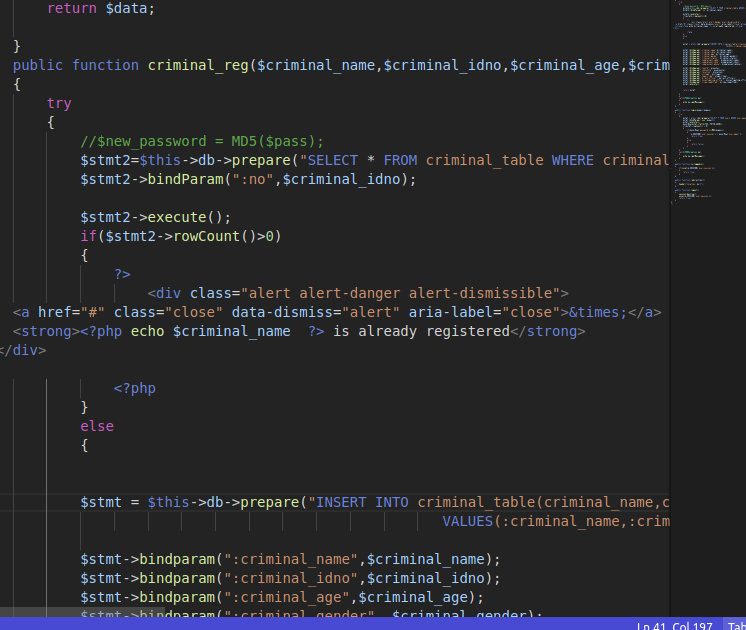 return $data;
}
public function criminal_reg($criminal_name,$criminal_idno,$criminal_age,$crim
{
try
{
//$new_password = MD5($pass);
$stmt2=$this->db->prepare("SELECT * FROM criminal_table WHERE criminal
$stmt2->bindParam(":no",$criminal_idno);
$stmt2->execute();
if($stmt2->rowCount()>0)
{
?>
<div class="alert alert-danger alert-dismissible">
<a href="#" class="close" data-dismiss="alert" aria-label="close">&times;</a>
<strong><?php echo $criminal_name  ?> is already registered</strong>
</div>
<?php
}
else
{
$stmt = $this->db->prepare("INSERT INTO criminal_table(criminal_name,c
VALUES(:criminal_name,:crim
$stmt->bindparam(":criminal_name",$criminal_name);
$stmt->bindparam(":criminal_idno",$criminal_idno);
$stmt->bindparam(":criminal_age",$criminal_age);
$stmt->bindparam(":criminal_gender", $criminal_gender);
Ln 41, Col 197 Tab